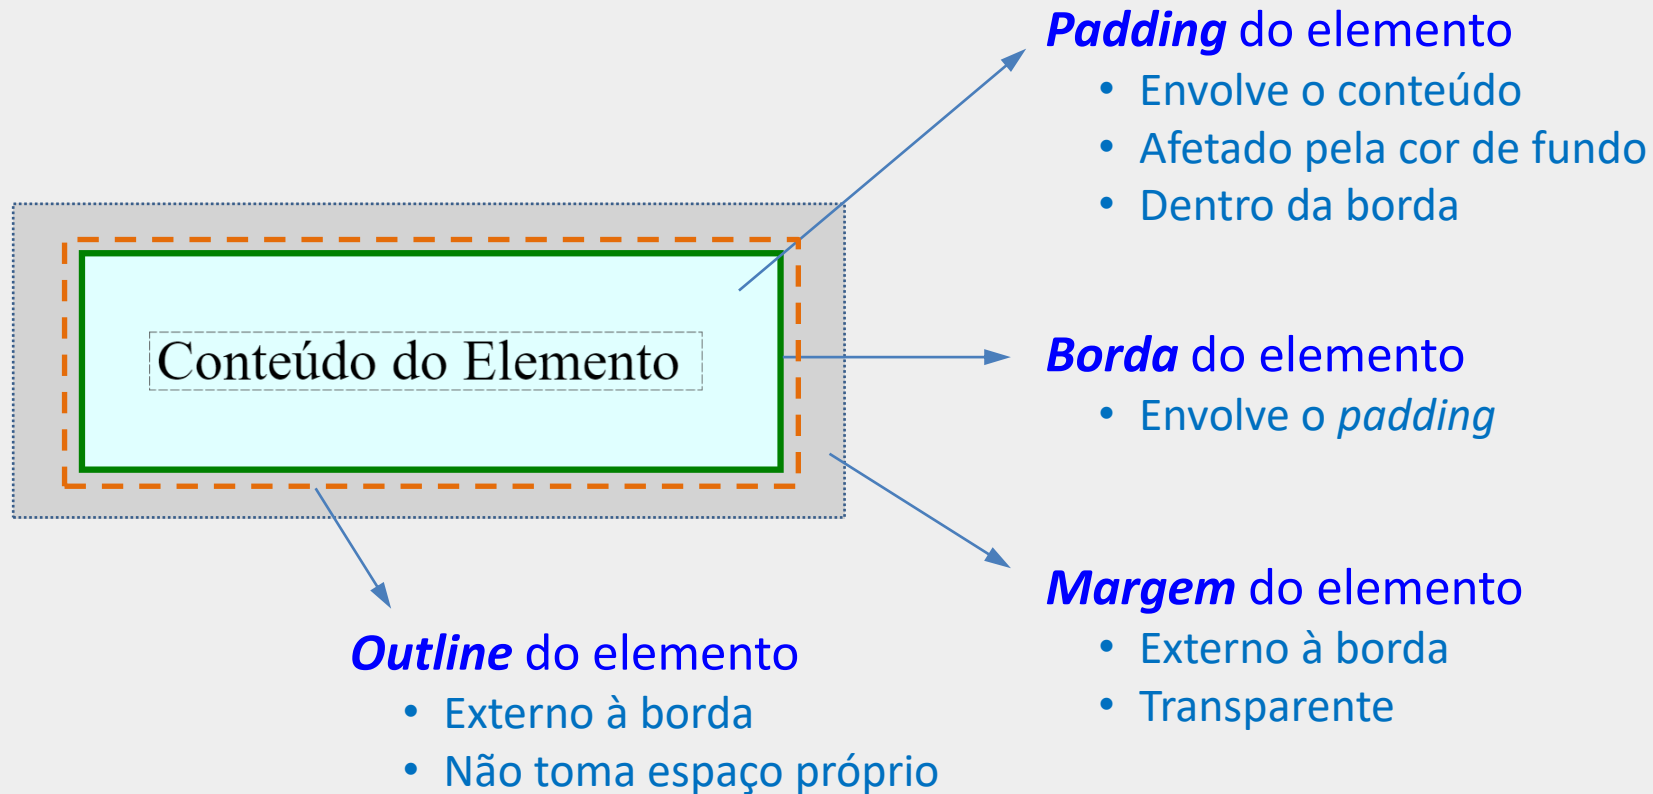 Padding do elemento
• Envolve o conteúdo
• Afetado pela cor de fundo
• Dentro da borda
Conteúdo do Elemento
Borda do elemento
• Envolve o padding
Margem do elemento
• Externo à borda
• Transparente
Outline do elemento
• Externo à borda
• Não toma espaço próprio